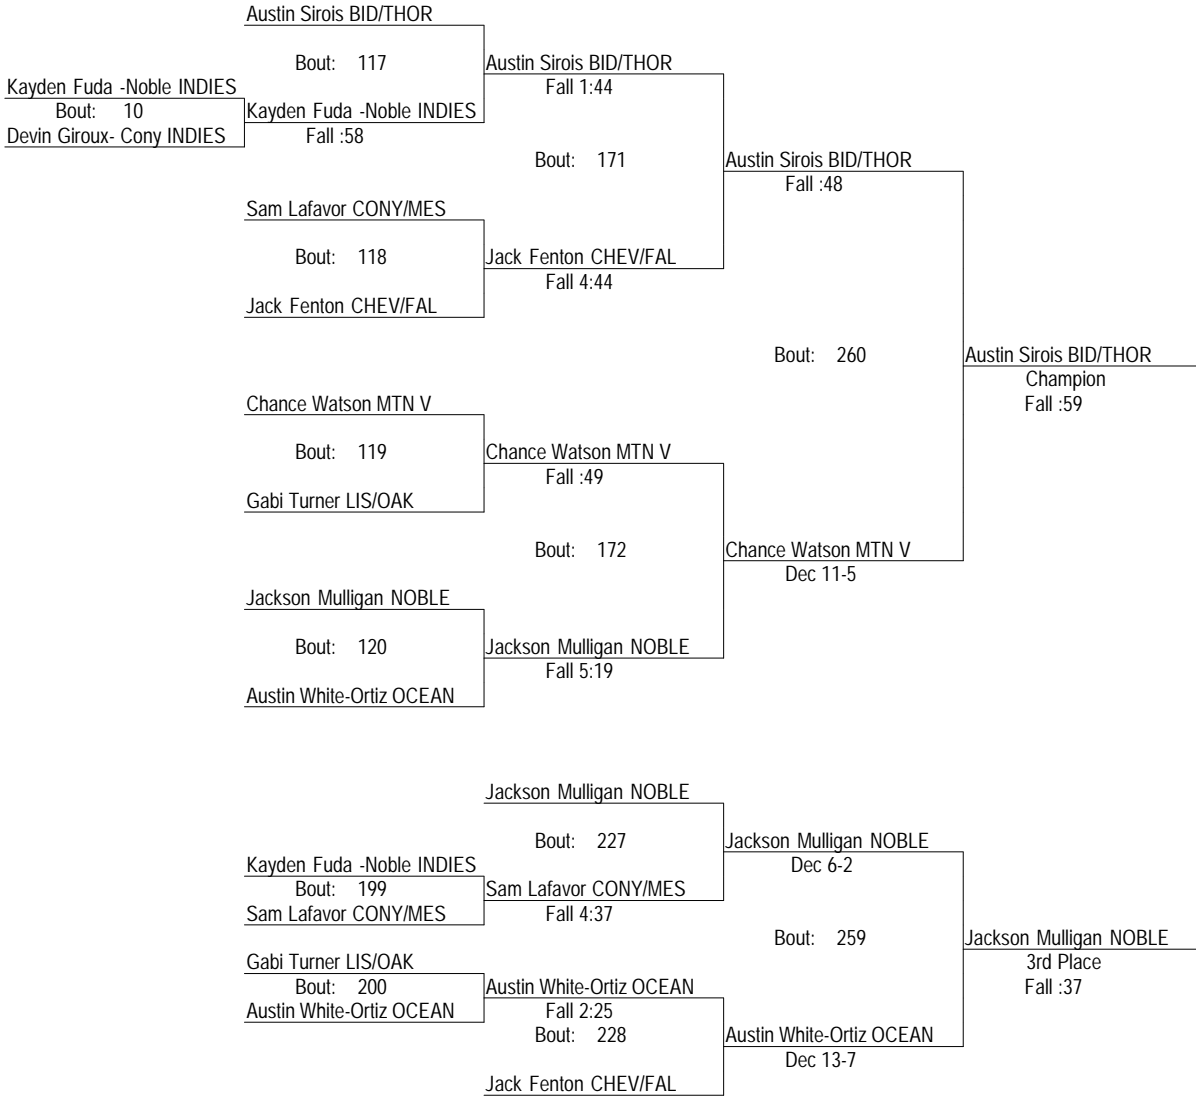 Austin Sirois BID/THOR
Bout: 117
Austin Sirois BID/THOR
Fall 1:44
Kayden Fuda -Noble INDIES
Bout: 10
Devin Giroux- Cony INDIES
Kayden Fuda -Noble INDIES
Fall :58
Bout: 171
Austin Sirois BID/THOR
Fall :48
Sam Lafavor CONY/MES
Bout: 118
Jack Fenton CHEV/FAL
Fall 4:44
Jack Fenton CHEV/FAL
Bout: 260
Austin Sirois BID/THOR
Champion
Fall :59
Chance Watson MTN V
Bout: 119
Chance Watson MTN V
Fall :49
Gabi Turner LIS/OAK
Bout: 172
Chance Watson MTN V
Dec 11-5
Jackson Mulligan NOBLE
Bout: 120
Jackson Mulligan NOBLE
Fall 5:19
Austin White-Ortiz OCEAN
Jackson Mulligan NOBLE
Bout: 227
Jackson Mulligan NOBLE
Dec 6-2
Kayden Fuda -Noble INDIES
Bout: 199
Sam Lafavor CONY/MES
Sam Lafavor CONY/MES
Fall 4:37
Bout: 259
Jackson Mulligan NOBLE
3rd Place
Fall :37
Gabi Turner LIS/OAK
Bout: 200
Austin White-Ortiz OCEAN
Austin White-Ortiz OCEAN
Fall 2:25
Bout: 228
Austin White-Ortiz OCEAN
Dec 13-7
Jack Fenton CHEV/FAL